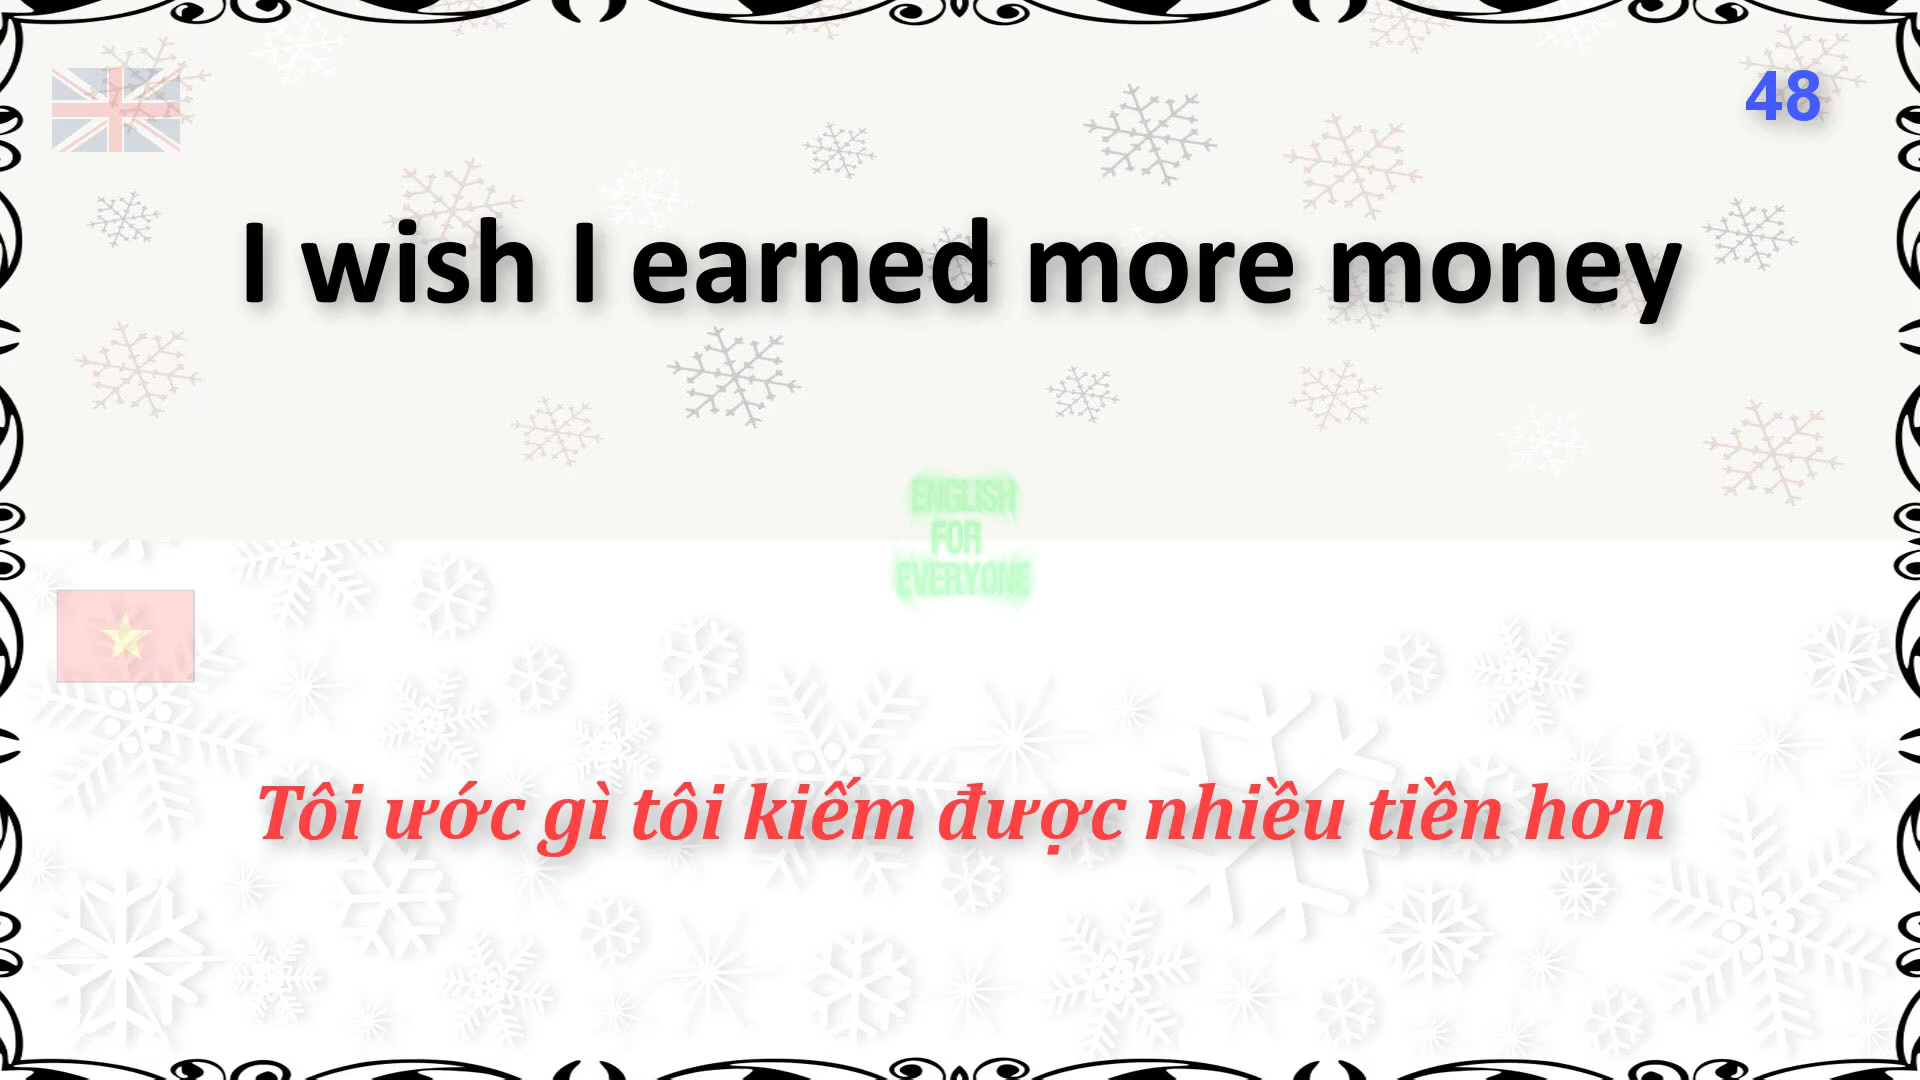 48
I wish I earned more money
ENGLISH
FOR
EVERYONE
Tôi ước gì tôi kiếm được nhiều tiền hơn